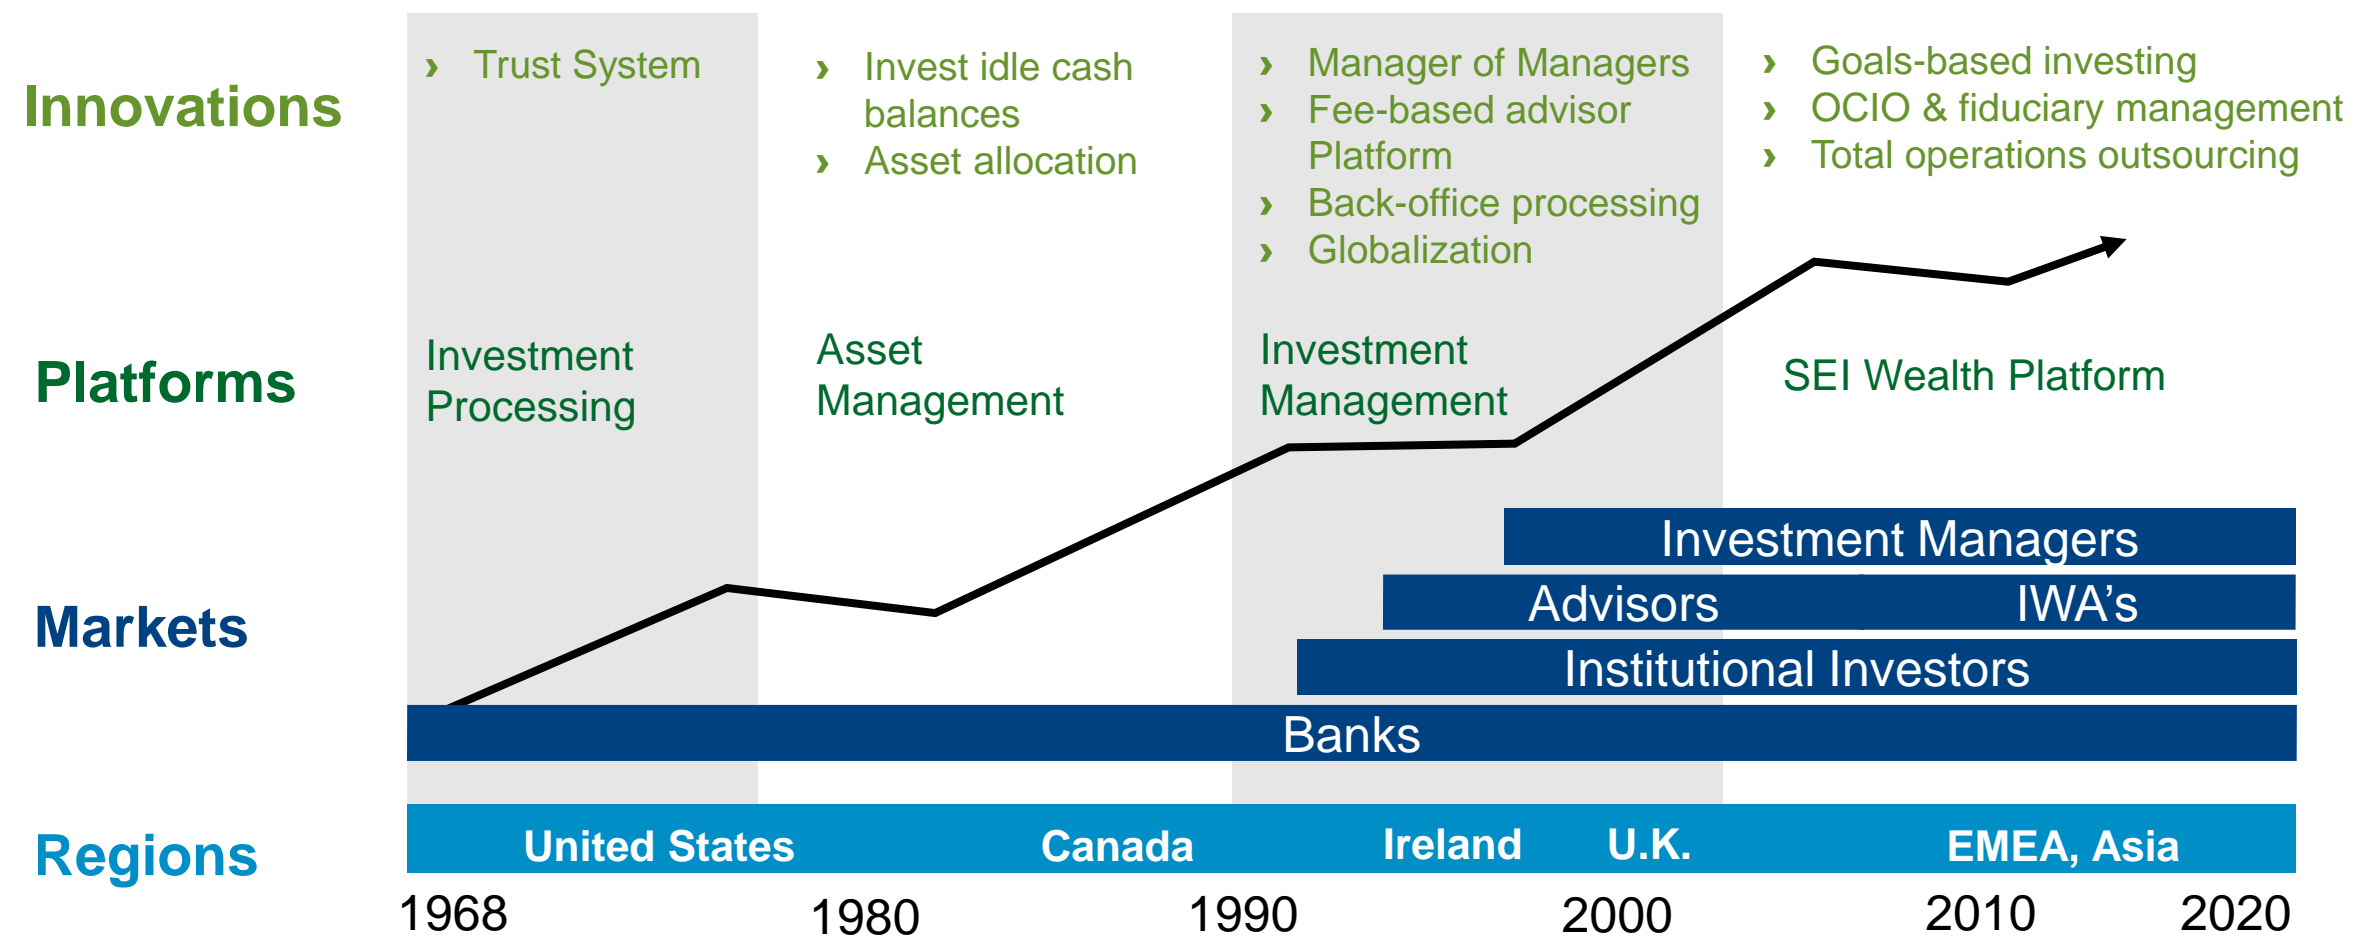 Innovations
› Trust System
› Invest idle cash
balances
› Asset allocation
› Manager of Managers
› Fee-based advisor
Platform
› Back-office processing
› Globalization
› Goals-based investing
› OCIO & fiduciary management
› Total operations outsourcing
Platforms
Investment
Processing
Asset
Management
Investment
Management
SEI Wealth Platform
Markets
Investment Managers
Advisors IWA’s
Institutional Investors
Banks
Regions
United States Canada Ireland U.K. EMEA, Asia
1968 1980 1990 2000 2010 2020